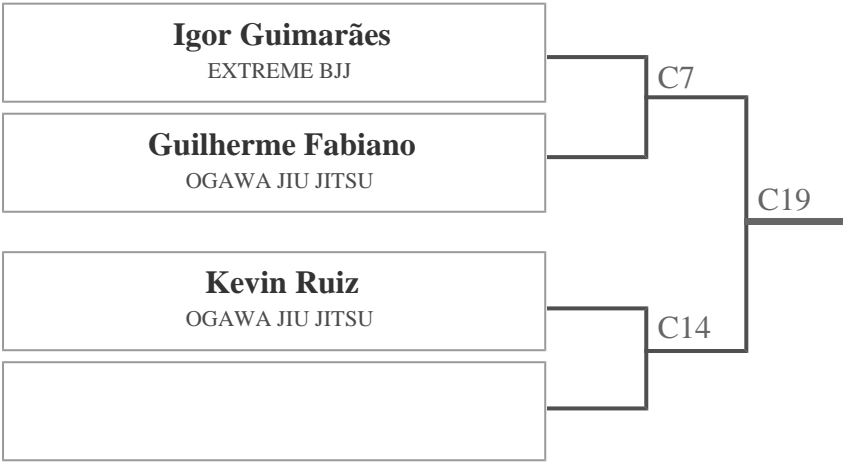 Igor Guimarães
EXTREME BJJ
C7
Guilherme Fabiano
OGAWA JIU JITSU
C19
Kevin Ruiz
OGAWA JIU JITSU
C14